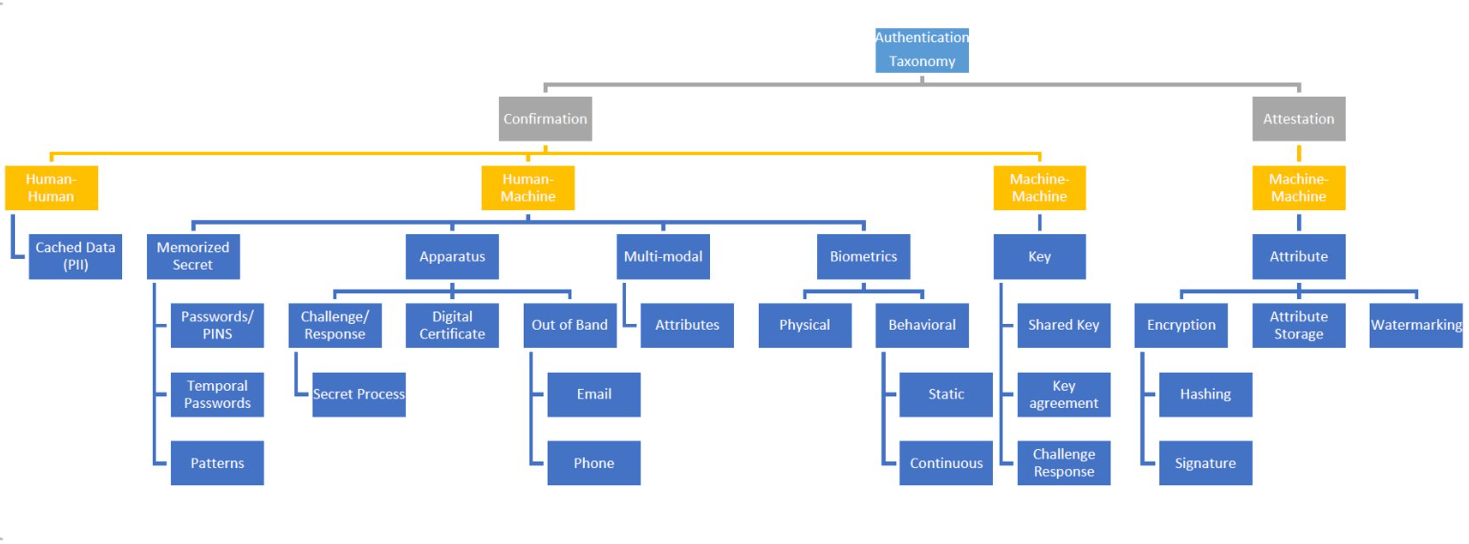 Authentication
Taxonomy
Confirmation
Attestation
Human-
Human
Human-
Machine
Machine-
Machine
Machine-
Machine
Cached Data
(PII)
Memorized
Secret
Apparatus
Multi-modal
Biometrics
Key
Attribute
Passwords/
PINS
Challenge/
Response
Digital
Certificate
Out of Band
Attributes
Physical
Behavioral
Shared Key
Encryption
Attribute
Storage
Watermarking
Temporal
Passwords
Secret Process
Email
Static
Key
agreement
Hashing
Patterns
Phone
Continuous
Challenge
Response
Signature